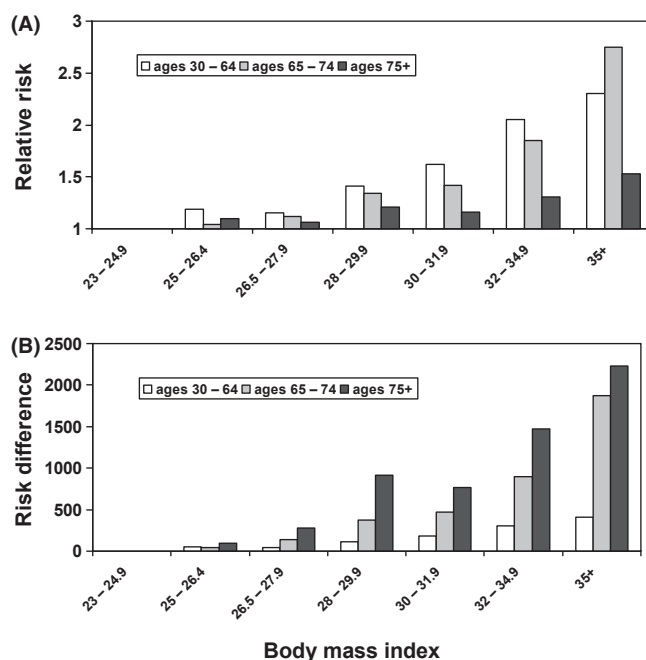 (A)
3
2.5
2
1.5
1
Relative risk
ages 30 – 64 ages 65 – 74 ages 75+
23 – 24.9
25 – 26.4
26.5 – 27.9
28 – 29.9
30 – 31.9
32 – 34.9
35+
(B)
2500
2000
1500
1000
500
0
Risk difference
ages 30 – 64 ages 65 – 74 ages 75+
23 – 24.9
25 – 26.4
26.5 – 27.9
28 – 29.9
30 – 31.9
32 – 34.9
35+
Body mass index